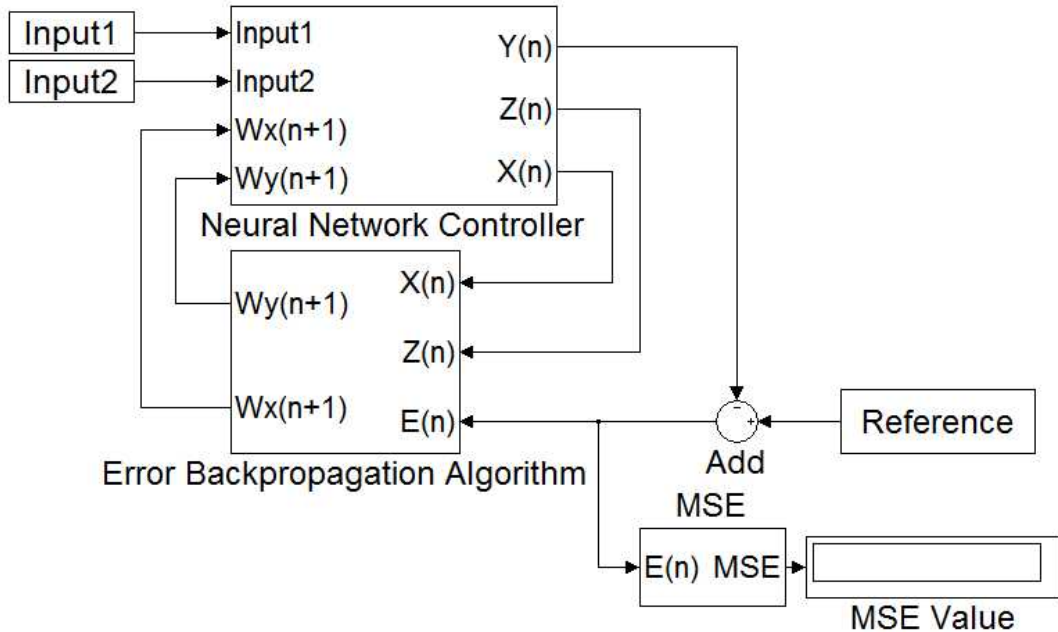 Input1
Input2
Input1
Input2
Wx(n+1)
Wy(n+1)
Y(n)
Z(n)
X(n)
Neural Network Controller
Wy(n+1)
Wx(n+1)
X(n)
Z(n)
E(n)
Error Backpropagation Algorithm
-
+
Add
Reference
MSE
E(n) MSE
MSE Value